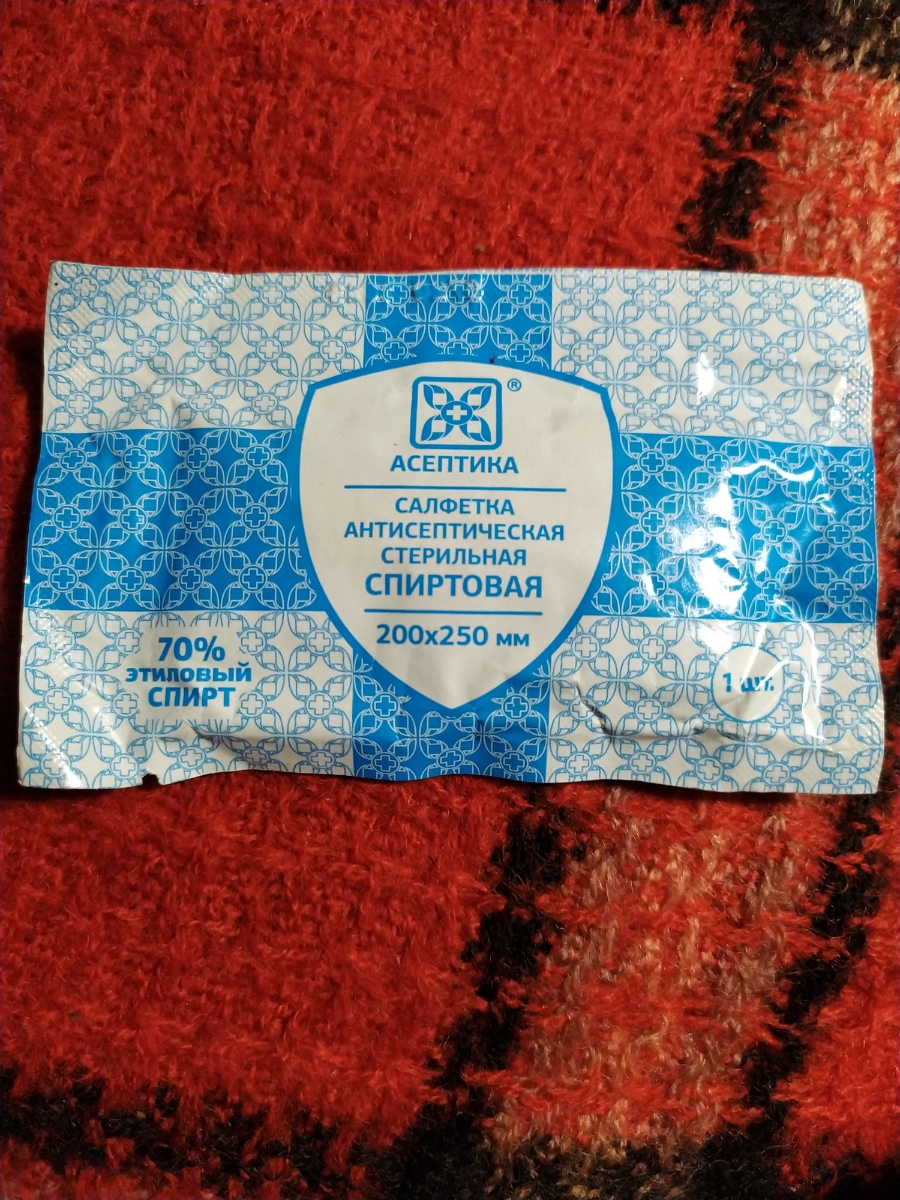 ®
АСЕПТИКА
САЛФЕТКА
АНТИСЕПТИЧЕСКАЯ
СТЕРИЛЬНАЯ
СПИРТОВАЯ
200х250 мм
70%
этиловый
СПИРТ
1 шт.